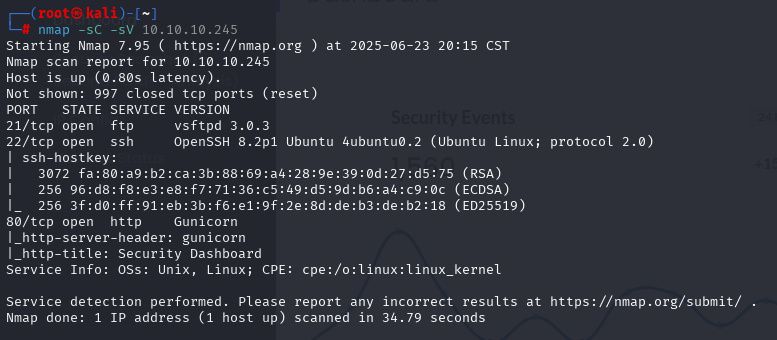 ┌──(root㉿kali)-[~]
└─# nmap -sC -sV 10.10.10.245
Starting Nmap 7.95 ( https://nmap.org ) at 2025-06-23 20:15 CST
Nmap scan report for 10.10.10.245
Host is up (0.80s latency).
Not shown: 997 closed tcp ports (reset)
PORT   STATE SERVICE VERSION
21/tcp open  ftp     vsftpd 3.0.3
22/tcp open  ssh     OpenSSH 8.2p1 Ubuntu 4ubuntu0.2 (Ubuntu Linux; protocol 2.0)
| ssh-hostkey:
|   3072 fa:80:a9:b2:ca:3b:88:69:a4:28:9e:39:0d:27:d5:75 (RSA)
|   256 96:d8:f8:e3:e8:f7:71:36:c5:49:d5:9d:b6:a4:c9:0c (ECDSA)
|_  256 3f:d0:ff:91:eb:3b:f6:e1:9f:2e:8d:de:b3:de:b2:18 (ED25519)
80/tcp open  http    Gunicorn
|_http-server-header: gunicorn
|_http-title: Security Dashboard
Service Info: OSs: Unix, Linux; CPE: cpe:/o:linux:linux_kernel
Service detection performed. Please report any incorrect results at https://nmap.org/submit/ .
Nmap done: 1 IP address (1 host up) scanned in 34.79 seconds
Security Events
1,560